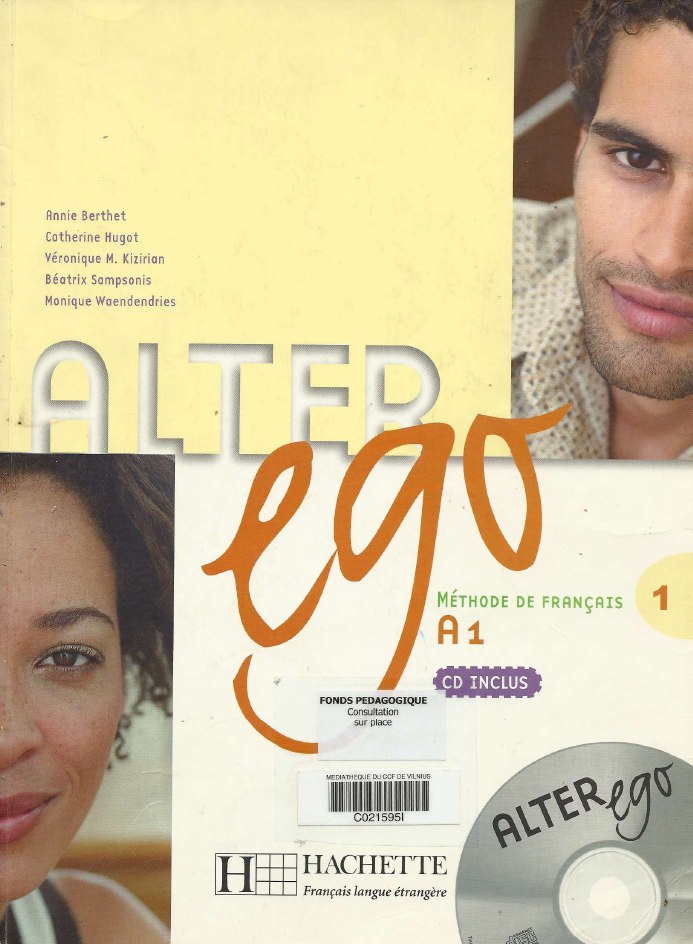 Annie Berthet
Catherine Hugot
Véronique M. Kizirian
Béatrix Sampsonis
Monique Waendendries
ALTER
ego
MÉTHODE DE FRANÇAIS 1
A1
CD INCLUS
FONDS PEDAGOGIQUE
Consultation
sur place
MEDIATHEQUE DU CCF DE VILNIUS
C021595I
ALTER ego
H HACHETTE
Français langue étrangère